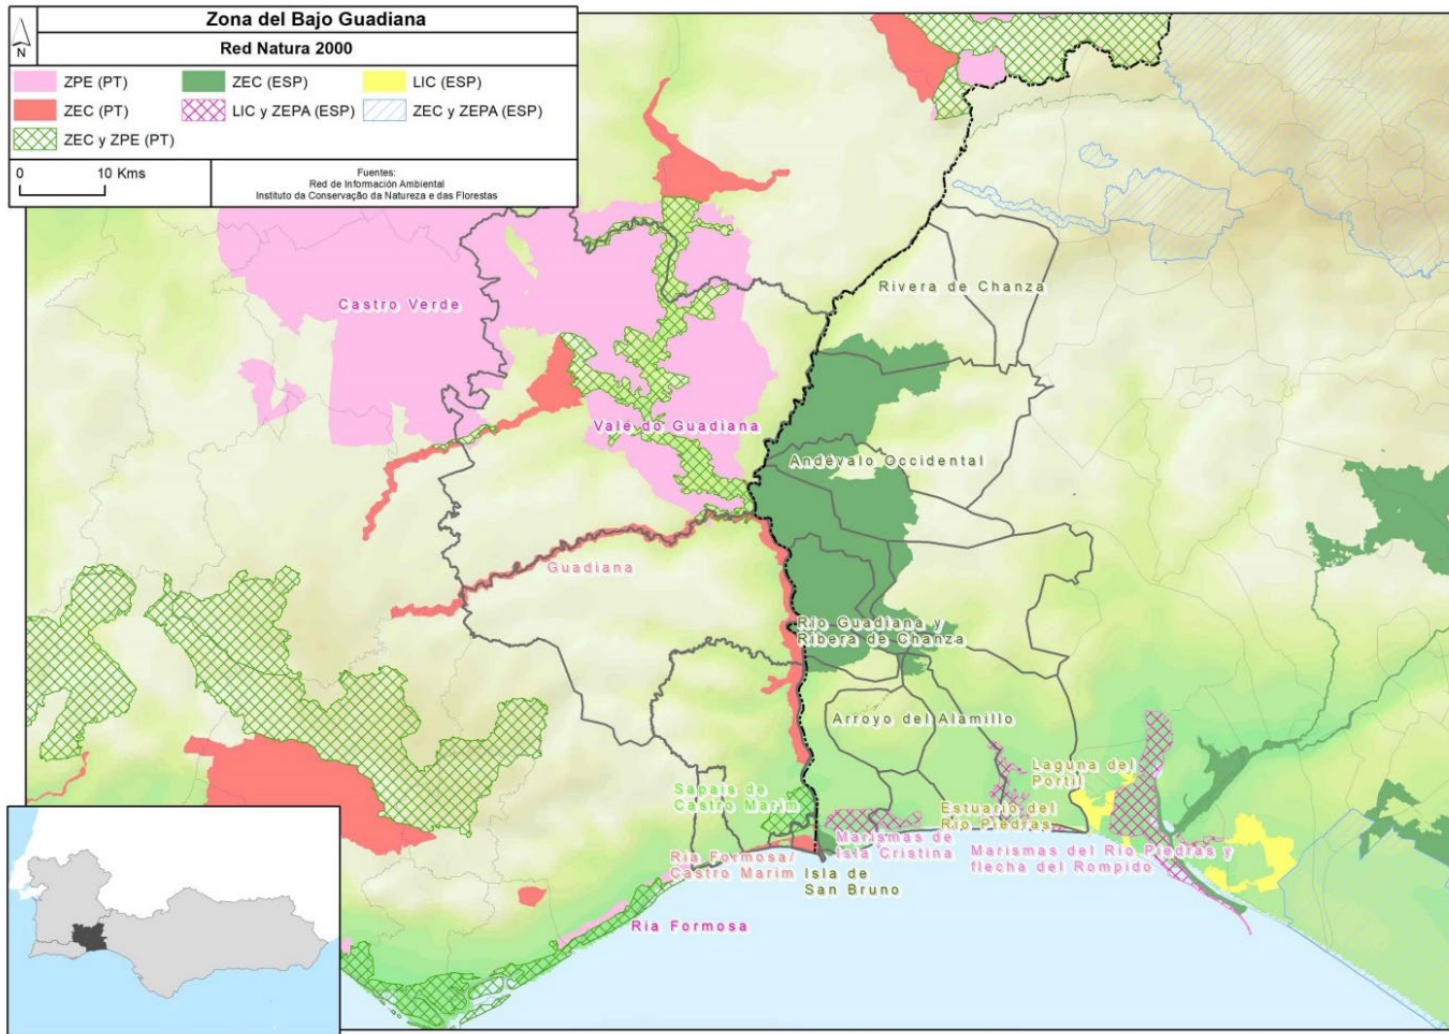 Zona del Bajo Guadiana
Red Natura 2000
N
ZPE (PT)
ZEC (ESP)
LIC (ESP)
ZEC (PT)
LIC y ZEPA (ESP)
ZEC y ZEPA (ESP)
ZEC y ZPE (PT)
0 10 Kms
Fuentes:
Red de Información Ambiental
Instituto da Conservação da Natureza e das Florestas
Castro Verde
Rivera de Chanza
Vale do Guadiana
Andévalo Occidental
Guadiana
Río Guadiana y
Ribera de Chanza
Arroyo del Alamillo
Laguna del
Portil
Sapais de
Castro Marim
Estuario del
Río Piedras
Marismas de
Isla Cristina
Marismas del Río Piedras y
flecha del Rompido
Ria Formosa/
Castro Marim
Isla de
San Bruno
Ria Formosa